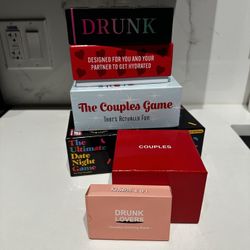 DRUNK
DESIGNED FOR YOU AND YOUR
PARTNER TO GET HYDRATED
The Couples Game
THAT'S ACTUALLY FUN
The Ultimate
Date Night
Game
COUPLES
DRUNK
LOVERS